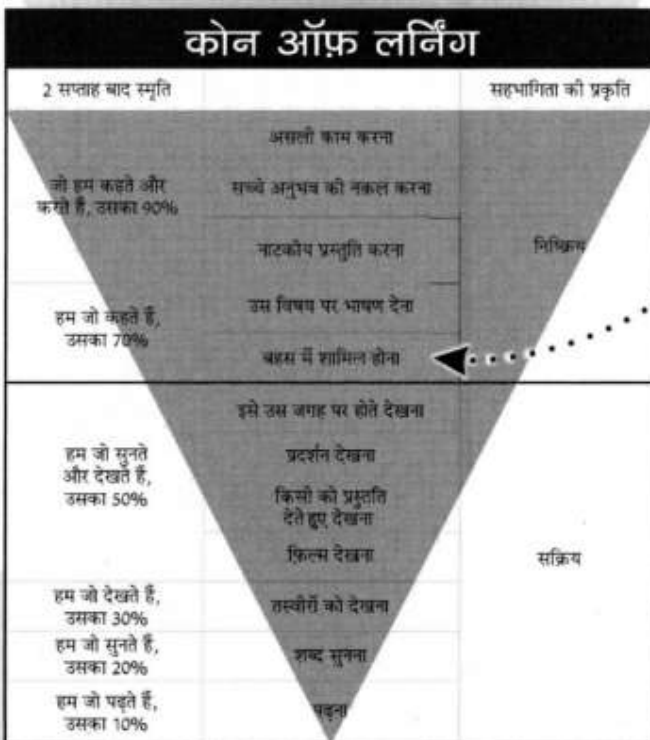 कोन ऑफ़ लर्निंग
2 सप्ताह बाद स्मृति
सहभागिता की प्रकृति
जो हम कहते और
करते हैं, उसका 90%
असली काम करना
सच्चे अनुभव की नक़ल करना
नाटकीय प्रस्तुति करना
निष्क्रिय
हम जो कहते हैं,
उसका 70%
उस विषय पर भाषण देना
बहस में शामिल होना
हम जो सुनते
और देखते हैं,
उसका 50%
इसे उस जगह पर होते देखना
प्रदर्शन देखना
किसी को प्रस्तुति
देते हुए देखना
फ़िल्म देखना
सक्रिय
हम जो देखते हैं,
उसका 30%
तस्वीरों को देखना
हम जो सुनते हैं,
उसका 20%
शब्द सुनना
हम जो पढ़ते हैं,
उसका 10%
पढ़ना